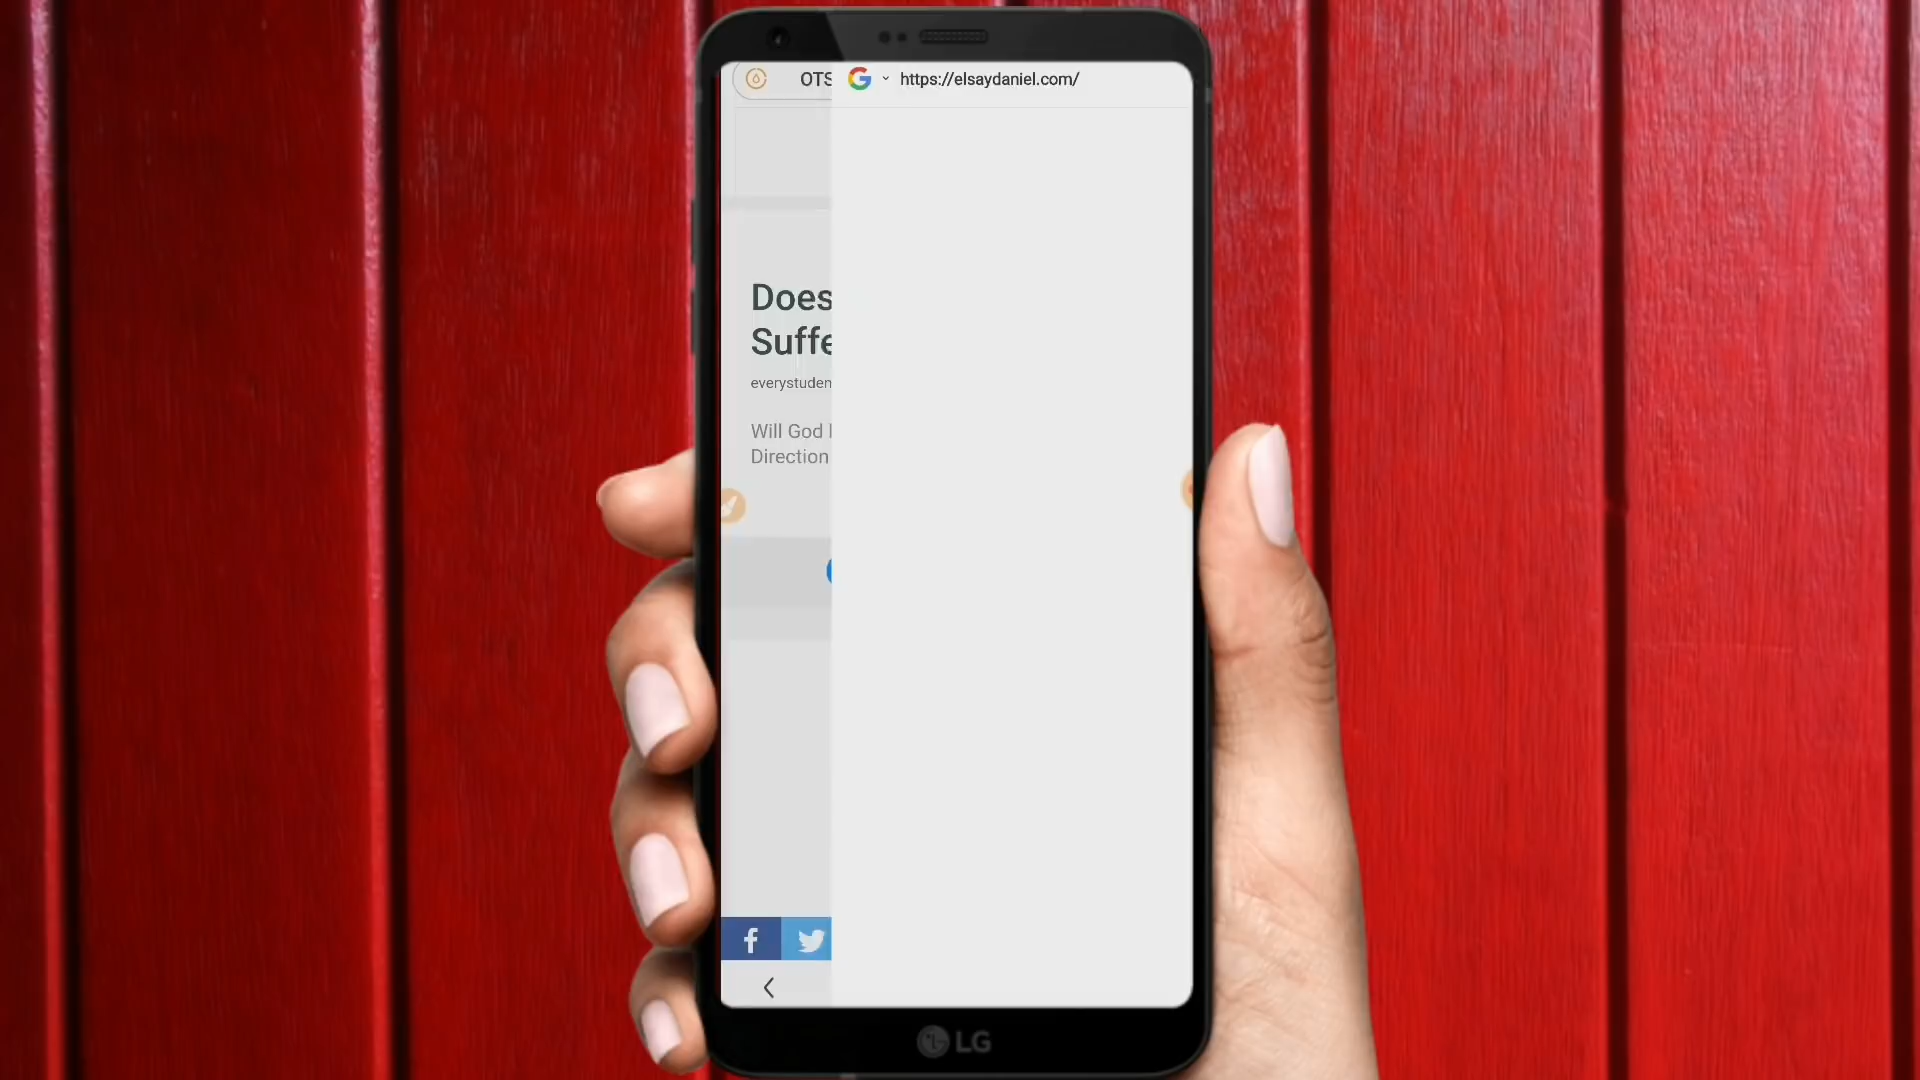 OTS
https://elsaydaniel.com/
Does
Suffe
everystuden
Will God
Direction
LG